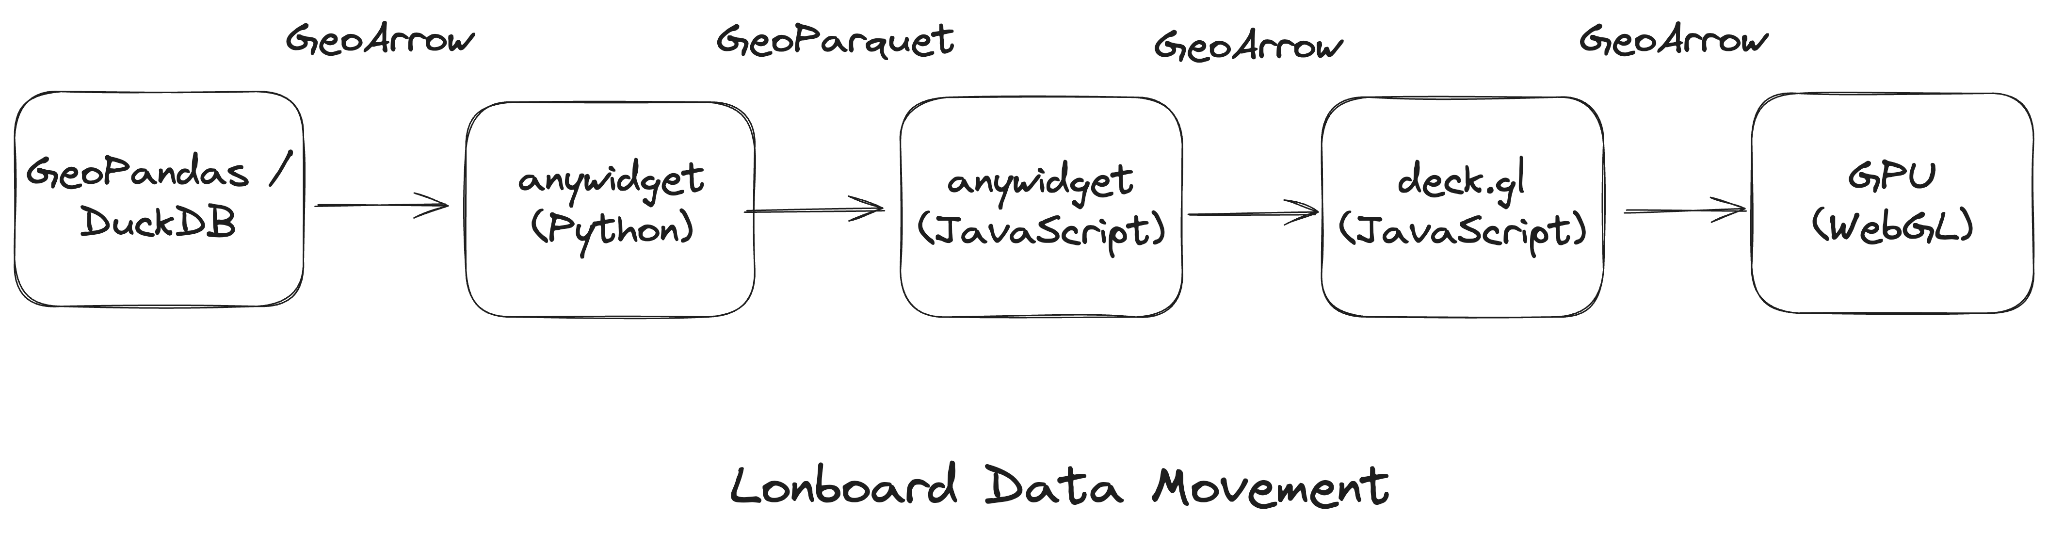 GeoArrow
GeoParquet
GeoArrow
GeoArrow
GeoPandas /
DuckDB
anywidget
(Python)
anywidget
(JavaScript)
deck.gl
(JavaScript)
GPU
(WebGL)
Lonboard Data Movement